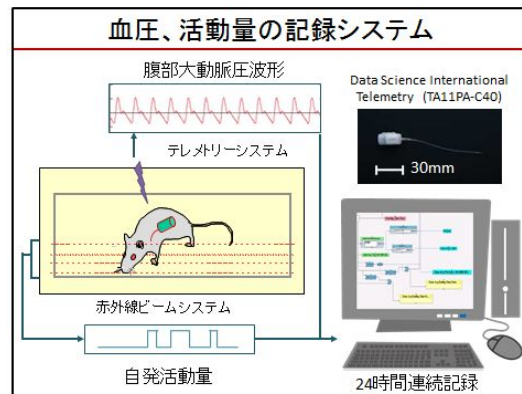 血圧、活動量の記録システム
腹部大動脈圧波形
Data Science International
Telemetry (TA11PA-C40)
テレメトリーシステム
30mm
赤外線ビームシステム
自発活動量
24時間連続記録